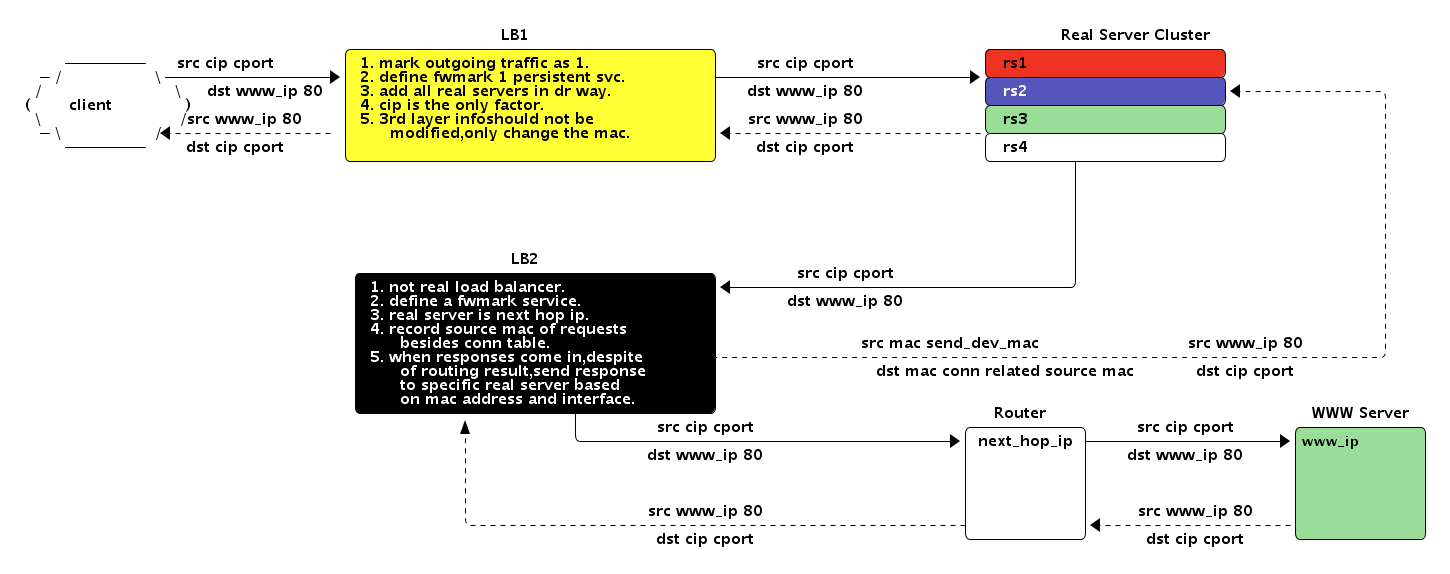 LB1
Real Server Cluster
src cip cport
dst www_ip 80
client
src www_ip 80
dst cip cport
1. mark outgoing traffic as 1.
2. define fwmark 1 persistent svc.
3. add all real servers in dr way.
4. cip is the only factor.
5. 3rd layer infoshould not be
modified,only change the mac.
src cip cport
dst www_ip 80
src www_ip 80
dst cip cport
rs1
rs2
rs3
rs4
LB2
1. not real load balancer.
2. define a fwmark service.
3. real server is next hop ip.
4. record source mac of requests
besides conn table.
5. when responses come in,despite
of routing result,send response
to specific real server based
on mac address and interface.
src cip cport
dst www_ip 80
src mac send_dev_mac
dst mac conn related source mac
src www_ip 80
dst cip cport
Router
WWW Server
src cip cport
dst www_ip 80
next_hop_ip
src cip cport
dst www_ip 80
www_ip
src www_ip 80
dst cip cport
src www_ip 80
dst cip cport